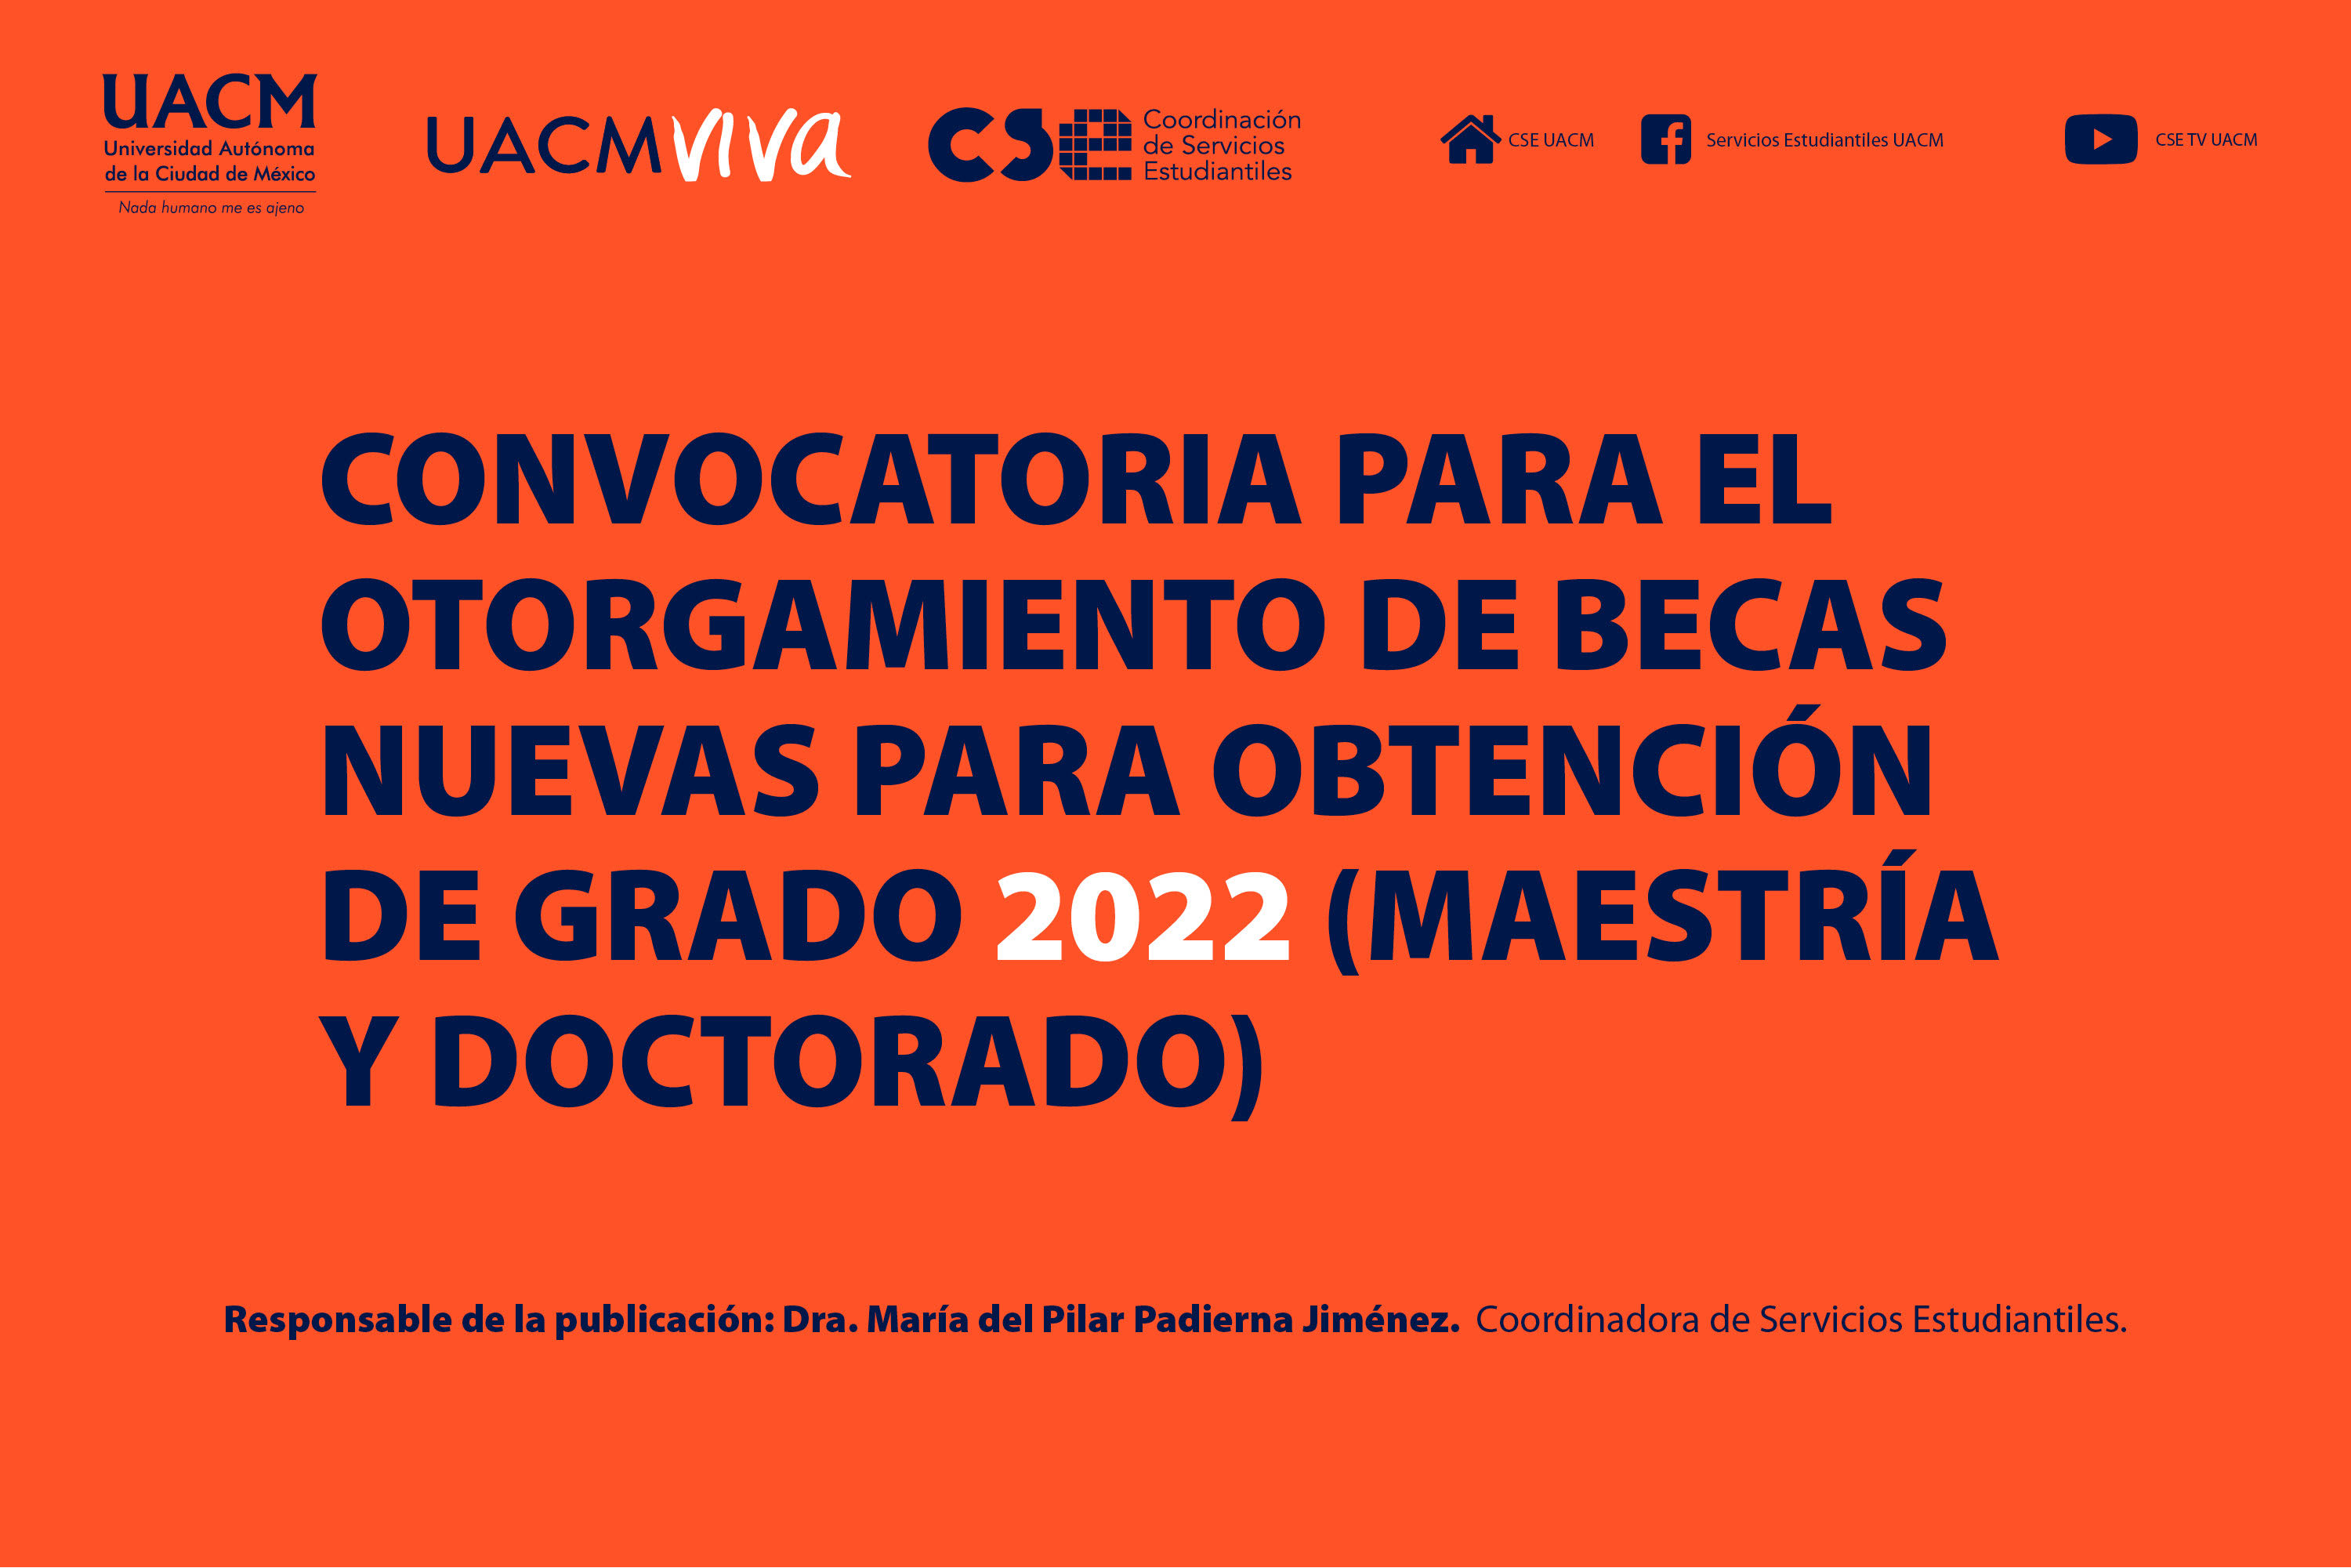 UACM
Universidad Autónoma
de la Ciudad de México
Nada humano me es ajeno
UACM viva
cse
Coordinación
de Servicios
Estudiantiles
CSE UACM
Servicios Estudiantiles UACM
CSE TV UACM
CONVOCATORIA PARA EL
OTORGAMIENTO DE BECAS
NUEVAS PARA OBTENCIÓN
DE GRADO 2022 (MAESTRÍA
Y DOCTORADO)
Responsable de la publicación: Dra. María del Pilar Padierna Jiménez. Coordinadora de Servicios Estudiantiles.